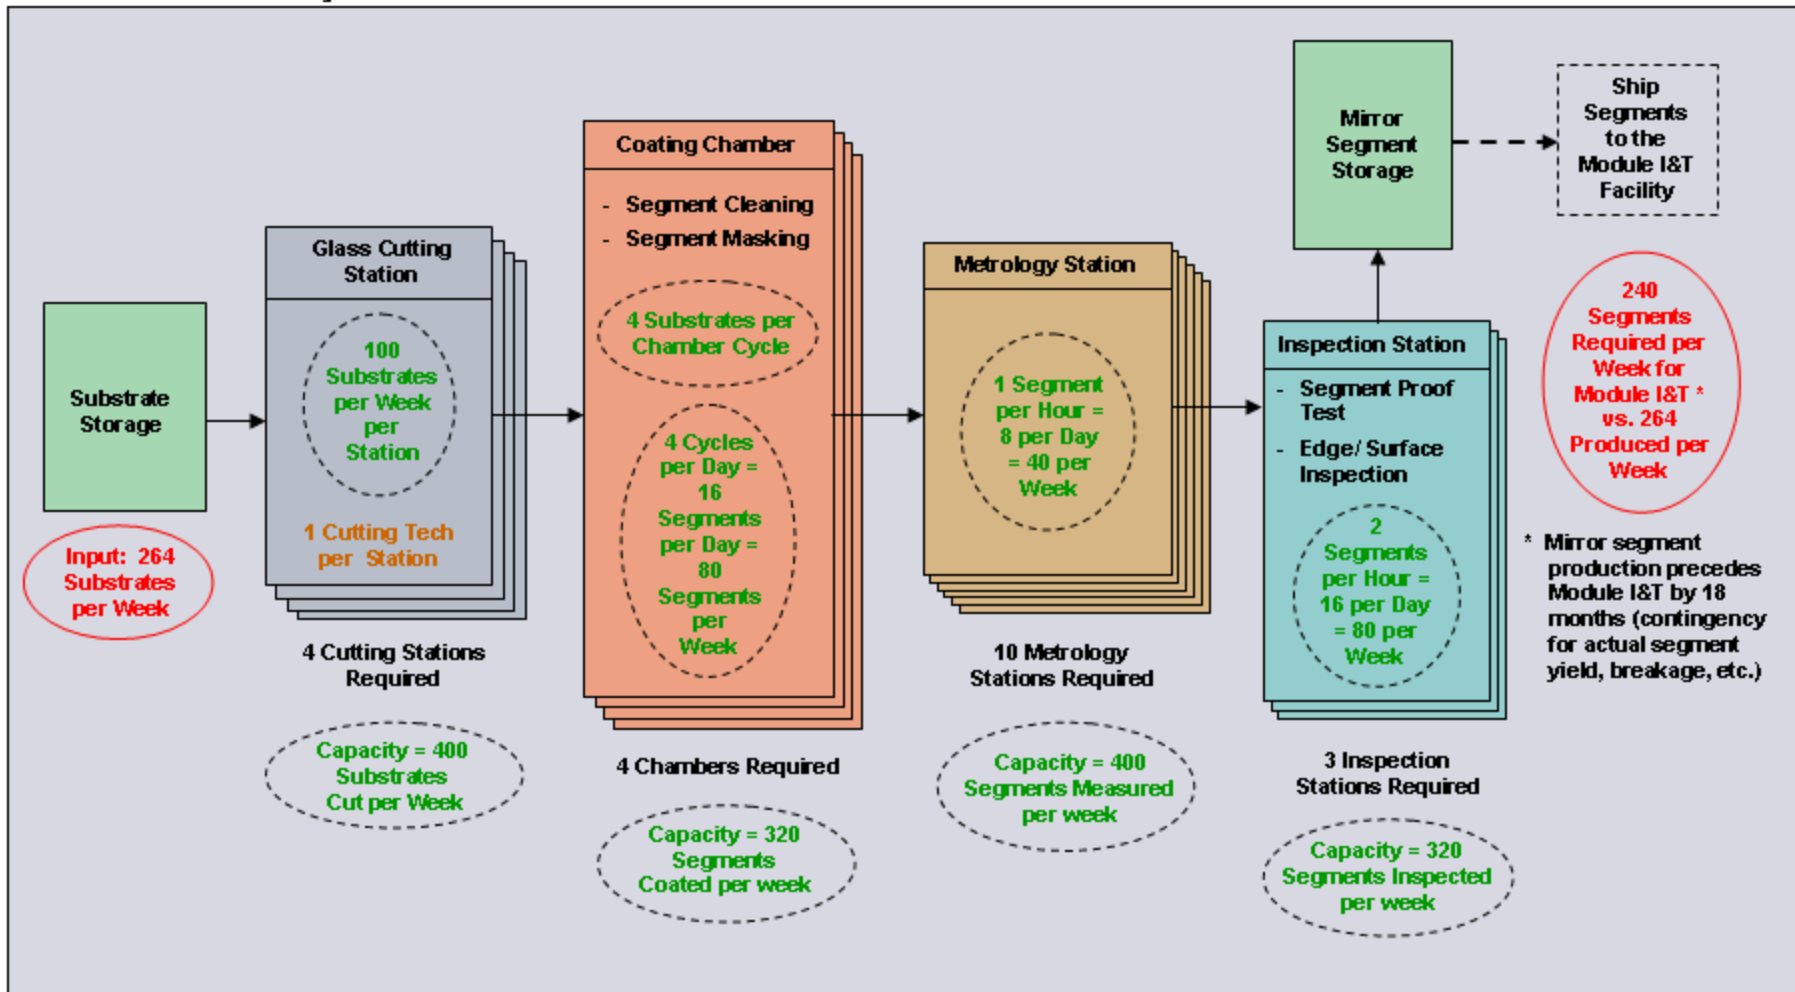 Substrate
Storage
Input: 264
Substrates
per Week
Glass Cutting
Station
100
Substrates
per Week
per
Station
1 Cutting Tech
per Station
4 Cutting Stations
Required
Capacity = 400
Substrates
Cut per Week
Coating Chamber
- Segment Cleaning
- Segment Masking
4 Substrates per
Chamber Cycle
4 Cycles
per Day =
16
Segments
per Day =
80
Segments
per
Week
4 Chambers Required
Capacity = 320
Segments
Coated per week
Metrology Station
1 Segment
per Hour =
8 per Day
= 40 per
Week
10 Metrology
Stations Required
Capacity = 400
Segments Measured
per week
Inspection Station
- Segment Proof
Test
- Edge/ Surface
Inspection
2
Segments
per Hour =
16 per Day
= 80 per
Week
3 Inspection
Stations Required
Capacity = 320
Segments Inspected
per week
Mirror
Segment
Storage
Ship
Segments
to the
Module I&T
Facility
240
Segments
Required per
Week for
Module I&T *
vs. 264
Produced per
Week
* Mirror segment
production precedes
Module I&T by 18
months (contingency
for actual segment
yield, breakage, etc.)